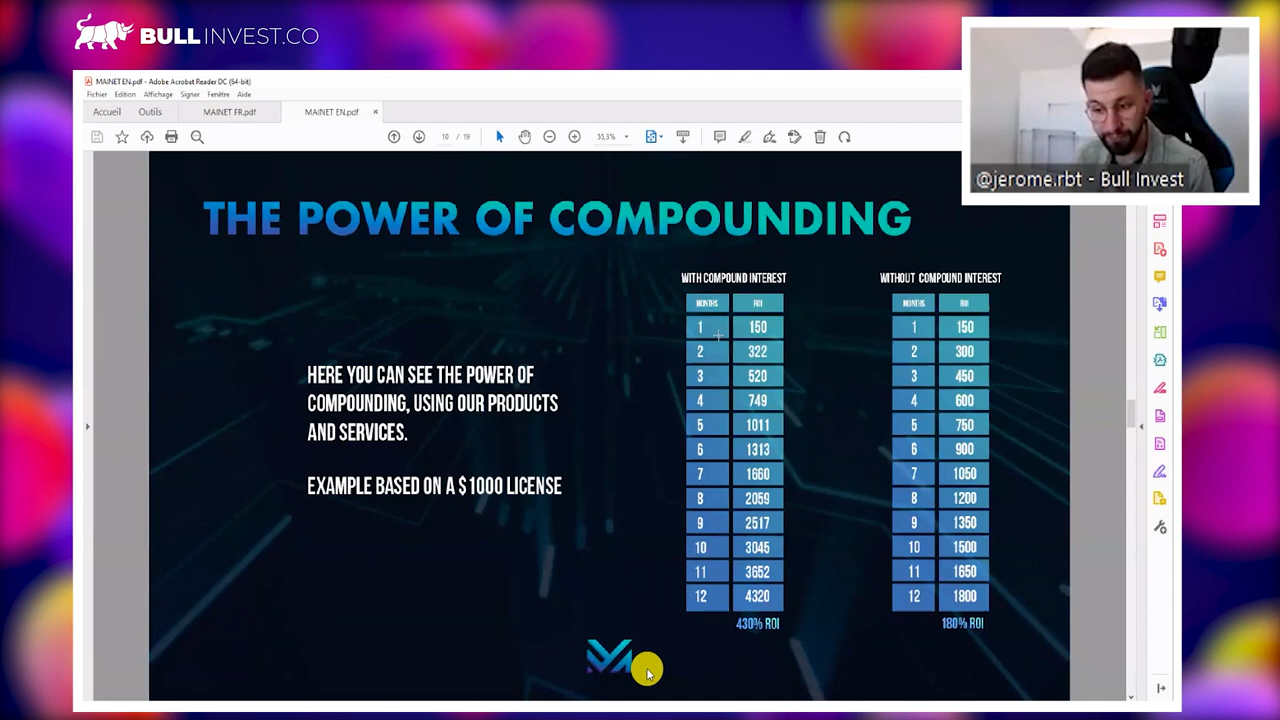 BULLINVEST.CO
MAINET EN.pdf - Adobe Acrobat Reader DC (64-bit)
Fichier Edition Affichage Signer Fenêtre Aide
Accueil Outils MAINET FR.pdf MAINET EN.pdf ×
10 / 19 55,3%
@jerome.rbt - Bull Invest
THE POWER OF COMPOUNDING
HERE YOU CAN SEE THE POWER OF
COMPOUNDING, USING OUR PRODUCTS
AND SERVICES.
EXAMPLE BASED ON A $1000 LICENSE
WITH COMPOUND INTEREST
MONTHS ROI
1 150
2 322
3 520
4 749
5 1011
6 1313
7 1660
8 2059
9 2517
10 3045
11 3652
12 4320
430% ROI
WITHOUT COMPOUND INTEREST
MONTHS ROI
1 150
2 300
3 450
4 600
5 750
6 900
7 1050
8 1200
9 1350
10 1500
11 1650
12 1800
180% ROI